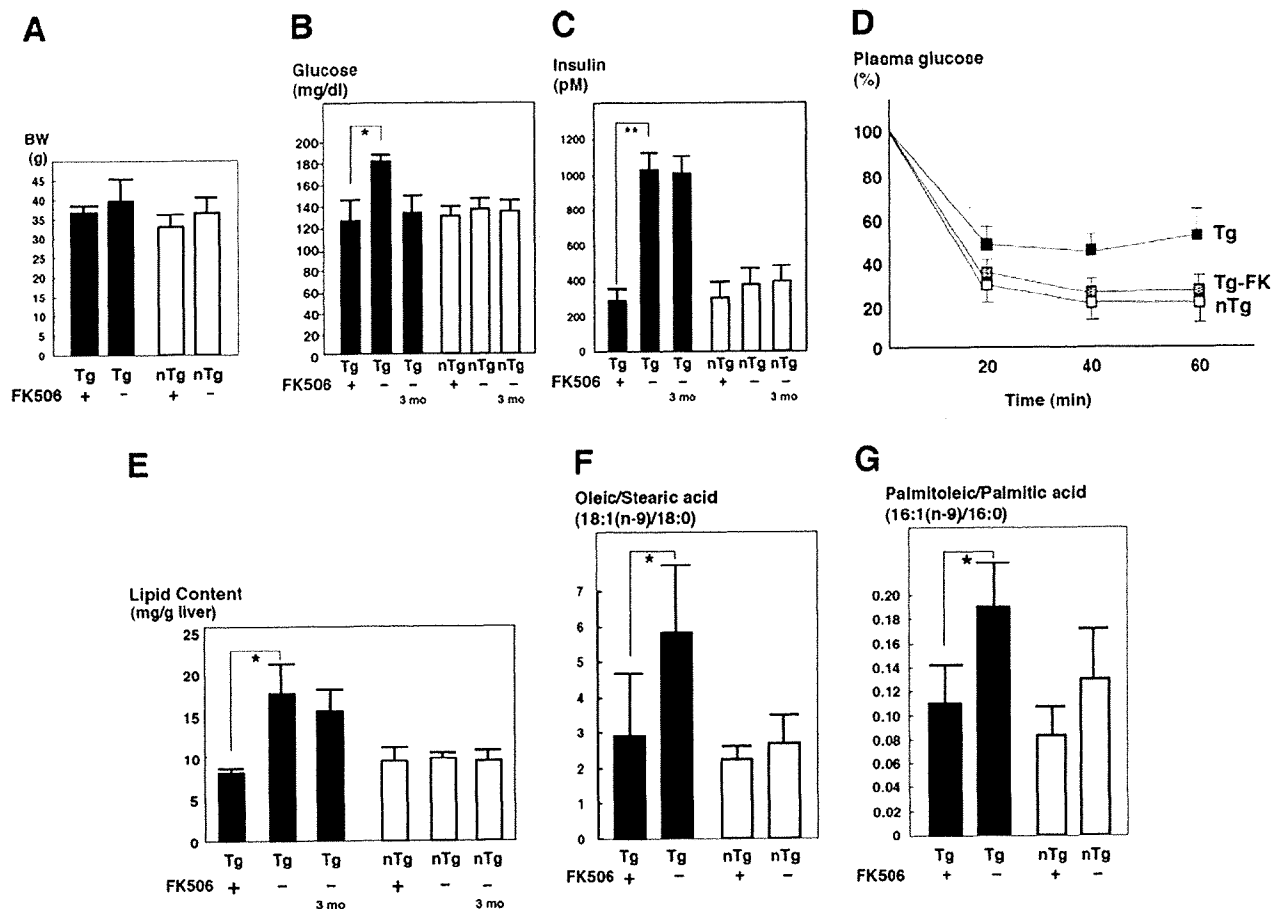 A
BW
(g)
45
40
35
30
25
20
15
10
5
0
Tg Tg nTg nTg
FK506 + – + –
B
Glucose
(mg/dl)
200
180
160
140
120
100
80
60
40
20
0
*
Tg Tg Tg nTg nTg nTg
FK506 + – + –
3 mo 3 mo
C
Insulin
(pM)
1200
1000
800
600
400
200
0
**
Tg Tg Tg nTg nTg nTg
+ – + –
3 mo 3 mo
D
Plasma glucose
(%)
100
80
60
40
20
0
Tg
Tg-FK
nTg
20 40 60
Time (min)
E
Lipid Content
(mg/g liver)
25
20
15
10
5
0
★
Tg Tg Tg nTg nTg nTg
FK506 + – + –
3 mo 3 mo
F
Oleic/Stearic acid
(18:1(n-9)/18:0)
7
6
5
4
3
2
1
0
★
Tg Tg nTg nTg
FK506 + – + –
G
Palmitoleic/Palmitic acid
(16:1(n-9)/16:0)
0.20
0.18
0.16
0.14
0.12
0.10
0.08
0.06
0.04
0.02
0
★
Tg Tg nTg nTg
FK506 + – + –